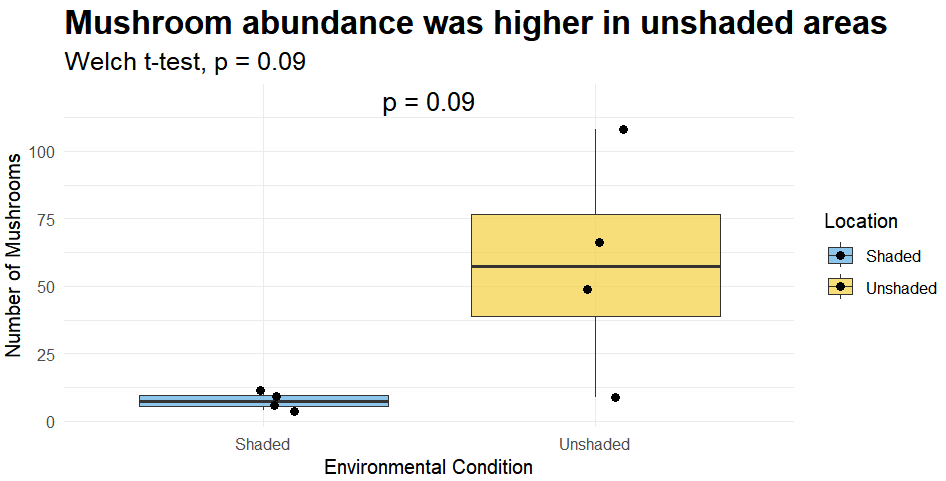 Mushroom abundance was higher in unshaded areas
Welch t-test, p = 0.09
p = 0.09
Number of Mushrooms
100
75
50
25
0
Shaded
Unshaded
Environmental Condition
Location
Shaded
Unshaded